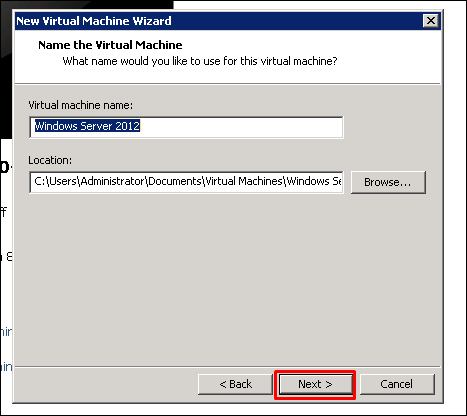 New Virtual Machine Wizard
Name the Virtual Machine
What name would you like to use for this virtual machine?
Virtual machine name:
Windows Server 2012
Location:
C:\Users\Administrator\Documents\Virtual Machines\Windows Se
Browse...
< Back
Next >
Cancel